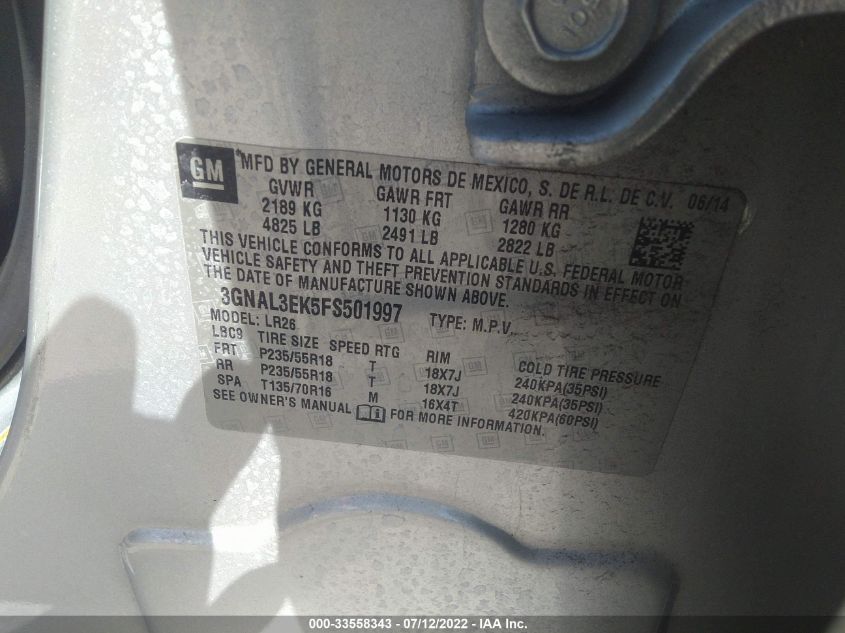 GM
MFD BY GENERAL MOTORS DE MEXICO, S. DE R.L. DE C.V. 06/14
GVWR GAWR FRT GAWR RR
2189 KG 1130 KG 1280 KG
4825 LB 2491 LB 2822 LB
THIS VEHICLE CONFORMS TO ALL APPLICABLE U.S. FEDERAL MOTOR
VEHICLE SAFETY AND THEFT PREVENTION STANDARDS IN EFFECT ON
THE DATE OF MANUFACTURE SHOWN ABOVE.
3GNAL3EK5FS501997 TYPE: M.P.V.
MODEL: LR26
LBC9 TIRE SIZE SPEED RTG RIM COLD TIRE PRESSURE
FRT P235/55R18 T 18X7J 240KPA(35PSI)
RR P235/55R18 T 18X7J 240KPA(35PSI)
SPA T135/70R16 M 16X4T 420KPA(60PSI)
SEE OWNER'S MANUAL FOR MORE INFORMATION.
000-33558343 - 07/12/2022 - IAA Inc.